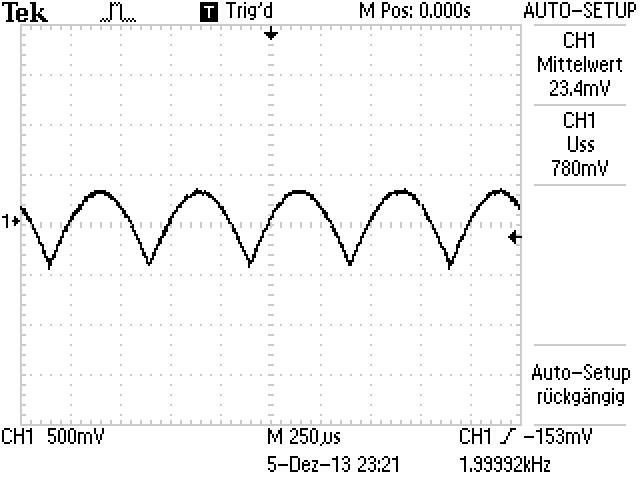 Tek T Trig'd M Pos: 0.000s AUTO-SETUP
CH1
Mittelwert
23.4mV
CH1
Uss
780mV
1
Auto-Setup
rückgängig
CH1 500mV M 250µs CH1 -153mV
5-Dez-13 23:21 1.99992kHz